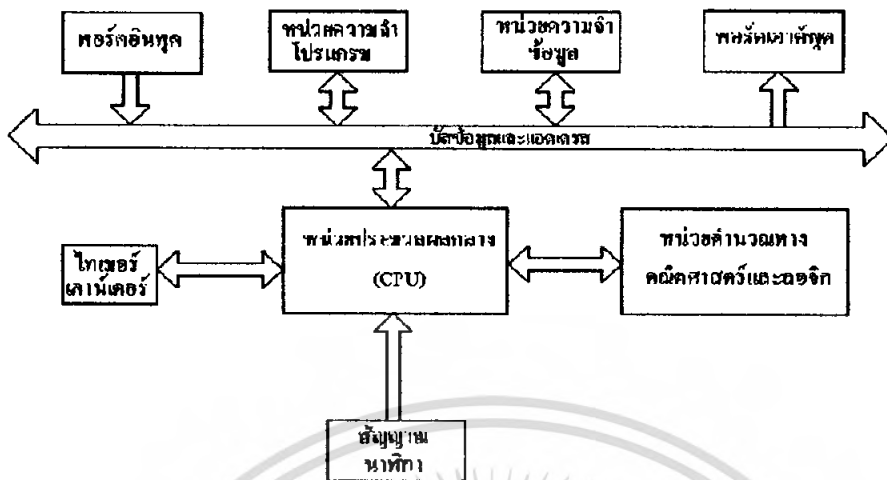 พอร์ตอินพุต
หน่วยความจำ
โปรแกรม
หน่วยความจำ
ข้อมูล
พอร์ตเอาต์พุต
บัสข้อมูลและแอดเดรส
ไทเมอร์
เคาน์เตอร์
หน่วยประมวลผลกลาง
(CPU)
หน่วยคำนวณทาง
คณิตศาสตร์และลอจิก
สัญญาณ
นาฬิกา